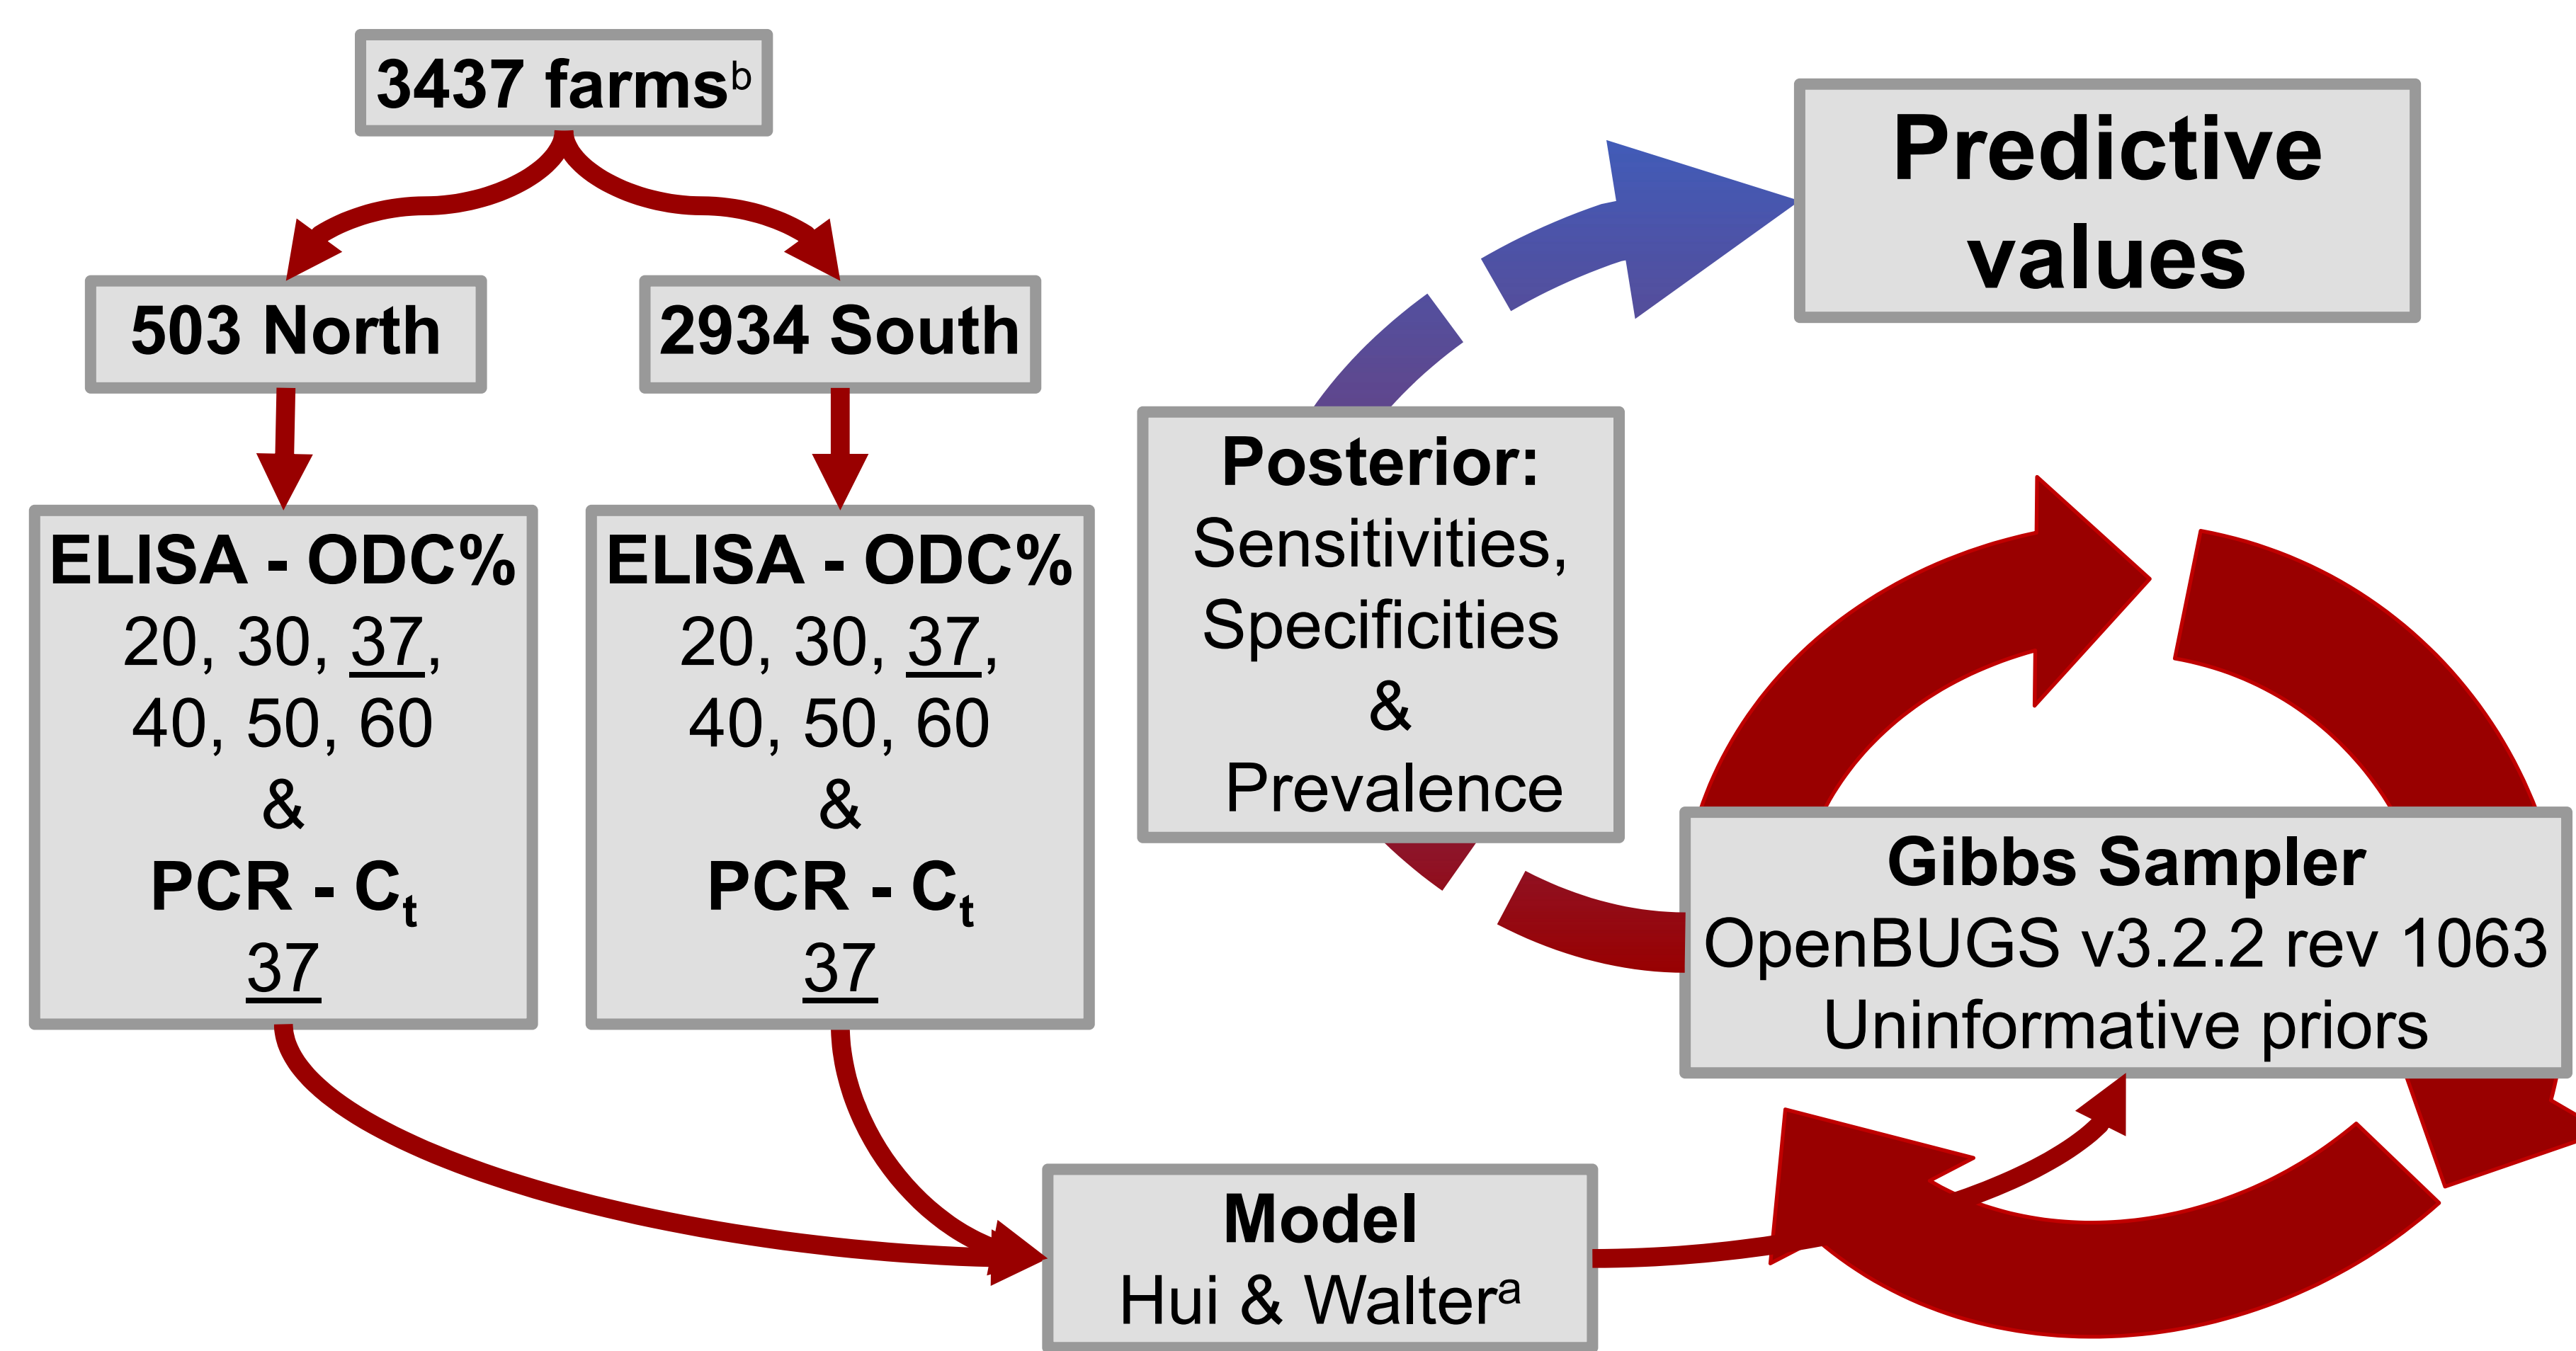 3437 farmsᵇ
503 North
2934 South
ELISA - ODC%
20, 30, 37,
40, 50, 60
&
PCR - Cₜ
37
ELISA - ODC%
20, 30, 37,
40, 50, 60
&
PCR - Cₜ
37
Model
Hui & Walterᵃ
Gibbs Sampler
OpenBUGS v3.2.2 rev 1063
Uninformative priors
Posterior:
Sensitivities,
Specificities
&
Prevalence
Predictive
values